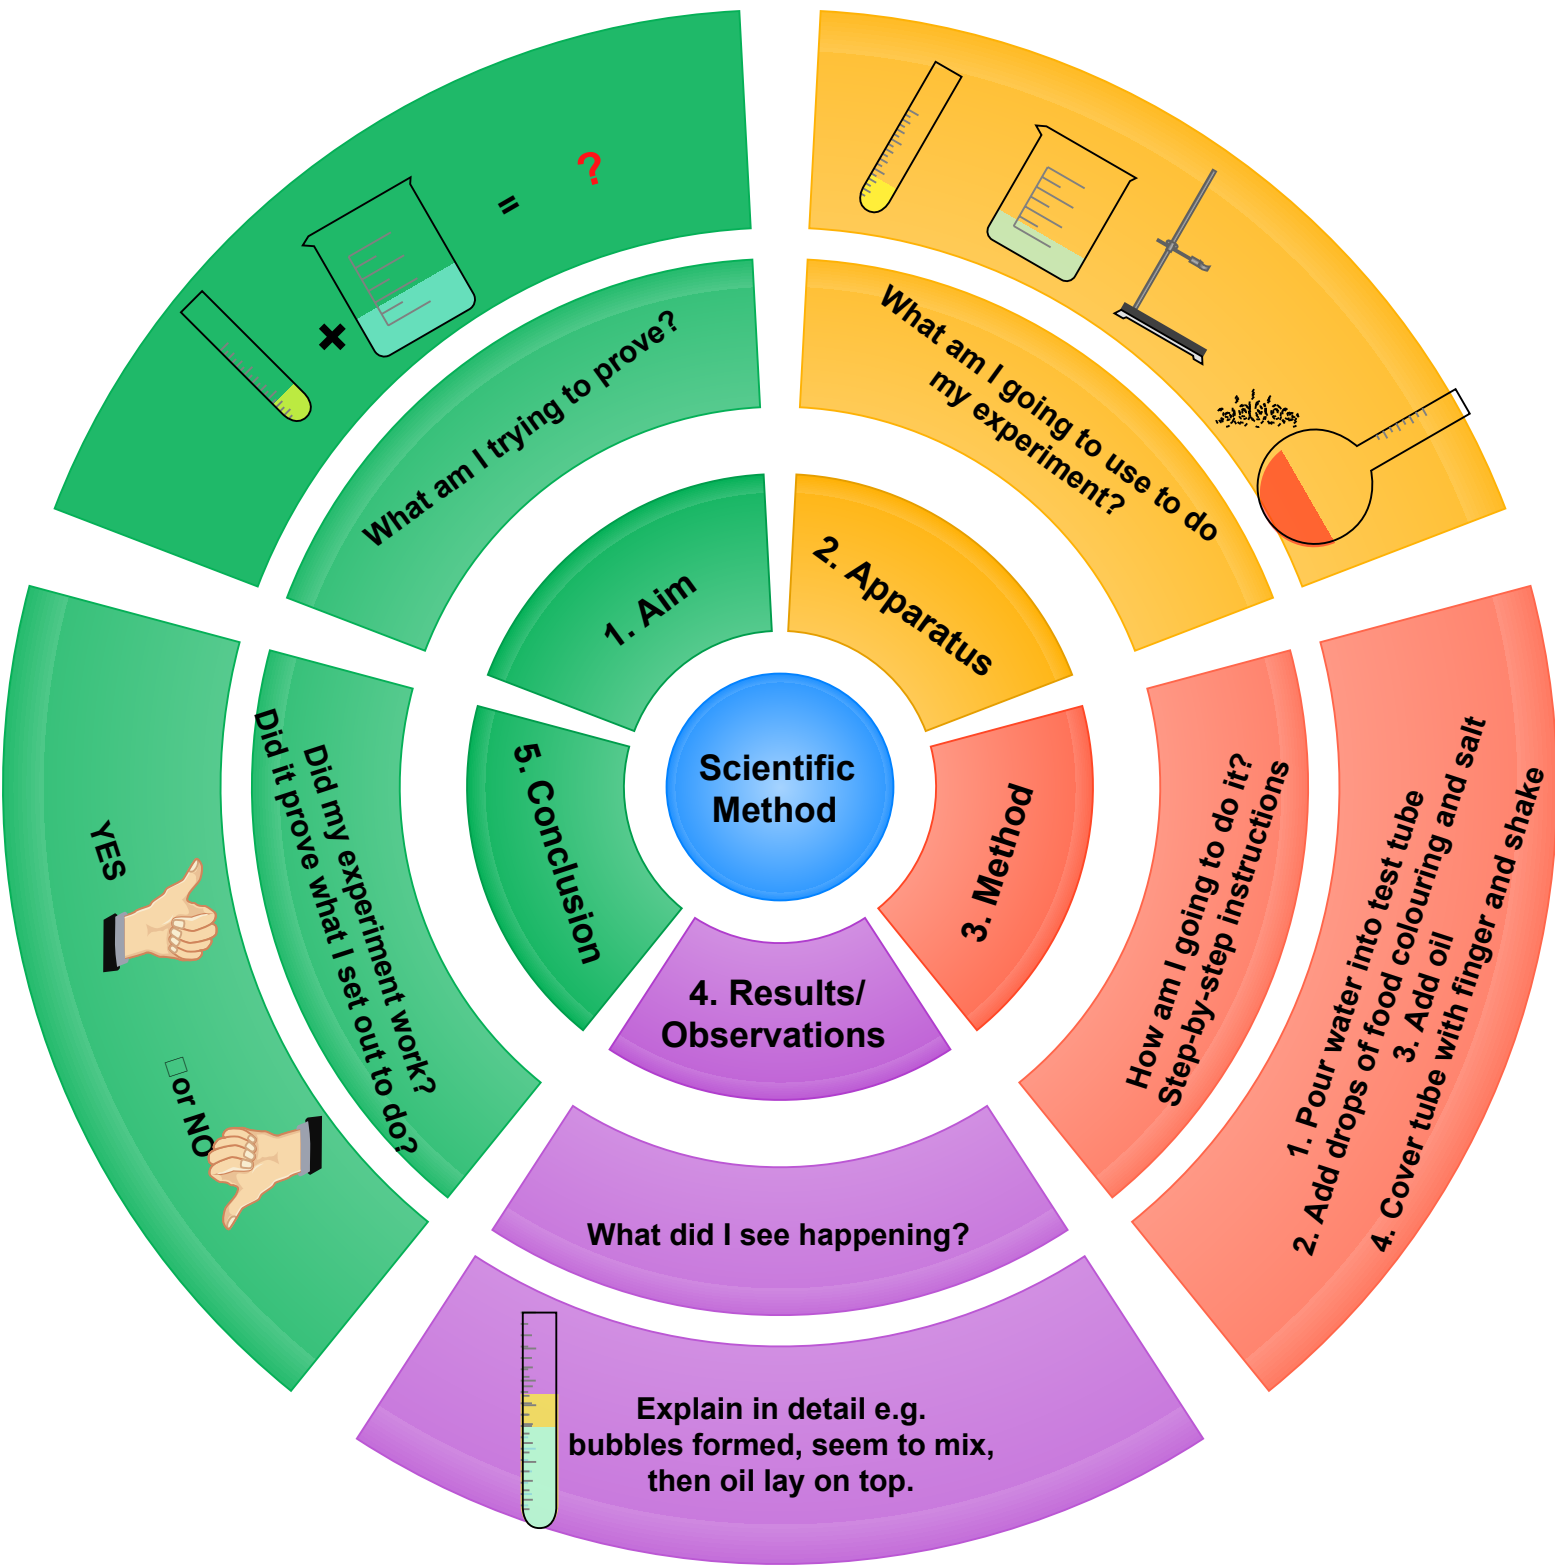 Scientific
Method
1. Aim
What am I trying to prove?
= ?
2. Apparatus
What am I going to use to do
my experiment?
3. Method
How am I going to do it?
Step-by-step instructions
1. Pour water into test tube
2. Add drops of food colouring and salt
3. Add oil
4. Cover tube with finger and shake
4. Results/
Observations
What did I see happening?
Explain in detail e.g.
bubbles formed, seem to mix,
then oil lay on top.
5. Conclusion
Did my experiment work?
Did it prove what I set out to do?
YES
□or NO